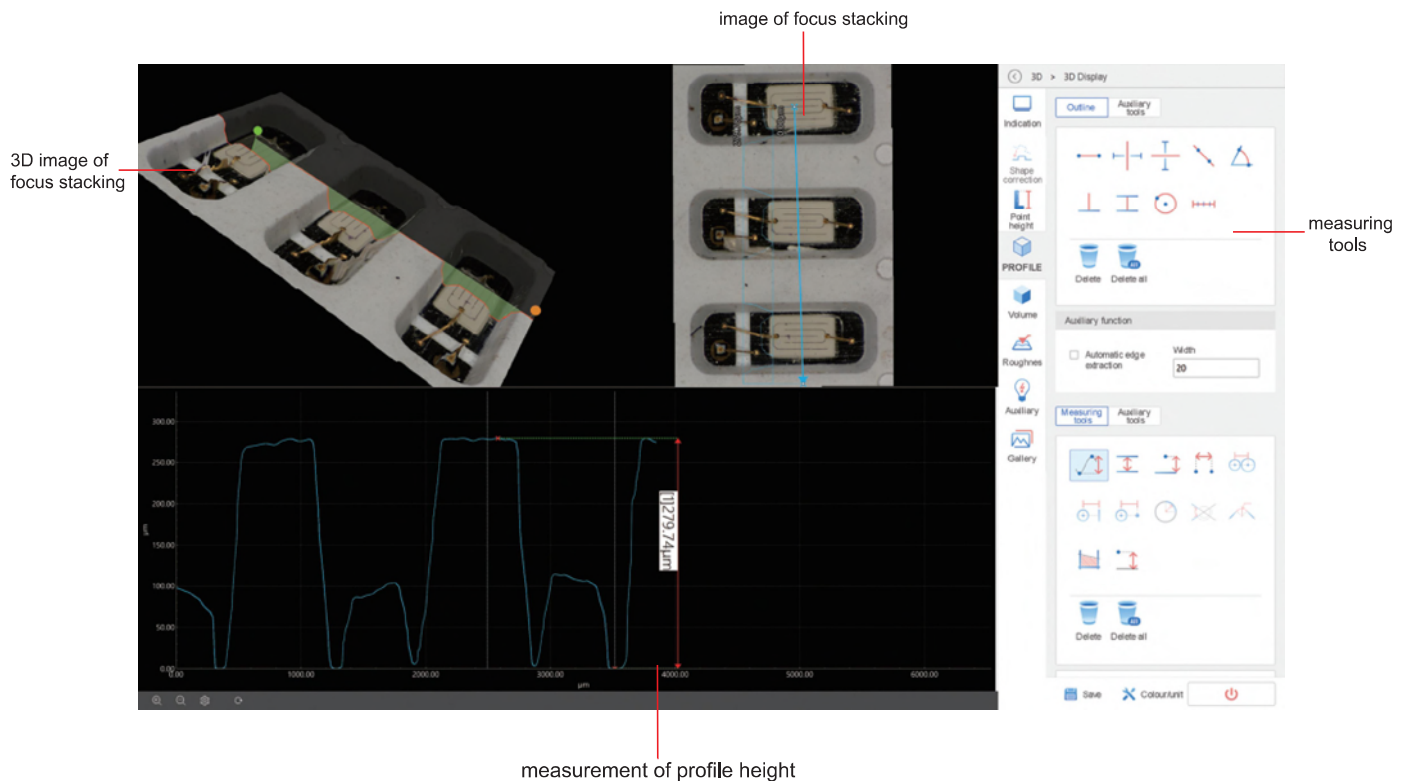 image of focus stacking
3D image of
focus stacking
measuring
tools
measurement of profile height
3D > 3D Display
Indication
Shape
correction
Point
height
PROFILE
Volume
Roughnes
Auxiliary
Gallery
Outline
Auxiliary
tools
Delete
Delete all
Auxiliary function
Automatic edge
extraction
Width
20
Measuring
tools
Auxiliary
tools
Delete
Delete all
Save
Colour/unit
300.00
250.00
200.00
150.00
100.00
50.00
0.00
µm
0.00
1000.00
2000.00
3000.00
4000.00
5000.00
6000.00
µm
[1]279.74µm